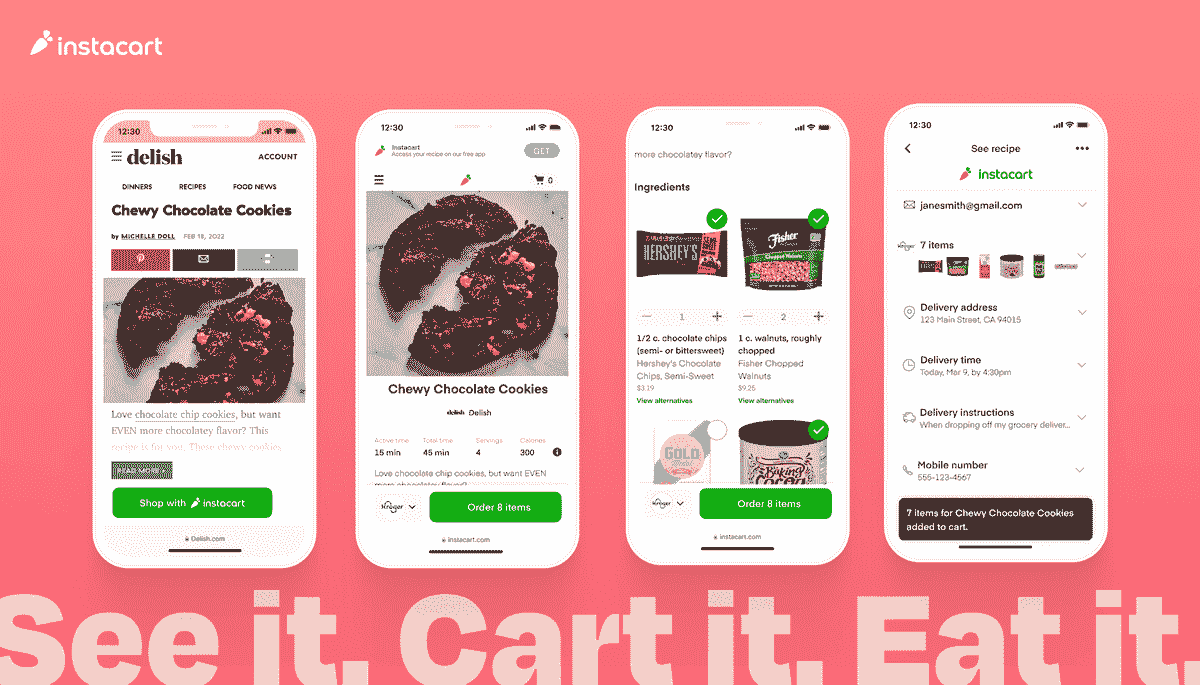 instacart
12:30
delish
ACCOUNT
DINNERS RECIPES FOOD NEWS
Chewy Chocolate Cookies
by MICHELLE DOLL FEB 18, 2022
Love chocolate chip cookies, but want
EVEN more chocolatey flavor? This
recipe is for you. These chewy cookies
READ MORE
Shop with instacart
Delish.com
12:30
Instacart
Access your recipe on our free app
GET
0
Chewy Chocolate Cookies
delish Delish
Active time Total time Servings Calories
15 min 45 min 4 300
Love chocolate chip cookies, but want EVEN
more chocolatey flavor?
Kroger
Order 8 items
instacart.com
12:30
more chocolatey flavor?
Ingredients
HERSHEY'S
Fisher
Chopped Walnuts
1
2
1/2 c. chocolate chips
(semi- or bittersweet)
Hershey's Chocolate
Chips, Semi-Sweet
$3.19
View alternatives
1 c. walnuts, roughly
chopped
Fisher Chopped
Walnuts
$9.25
View alternatives
GOLD
Baking
Cocoa
Kroger
Order 8 items
instacart.com
12:30
See recipe
instacart
janesmith@gmail.com
Kroger 7 items
Delivery address
123 Main Street, CA 94015
Delivery time
Today, Mar 9, by 4:30pm
Delivery instructions
When dropping off my grocery deliver...
Mobile number
555-123-4567
7 items for Chewy Chocolate Cookies
added to cart.
See it. Cart it. Eat it.